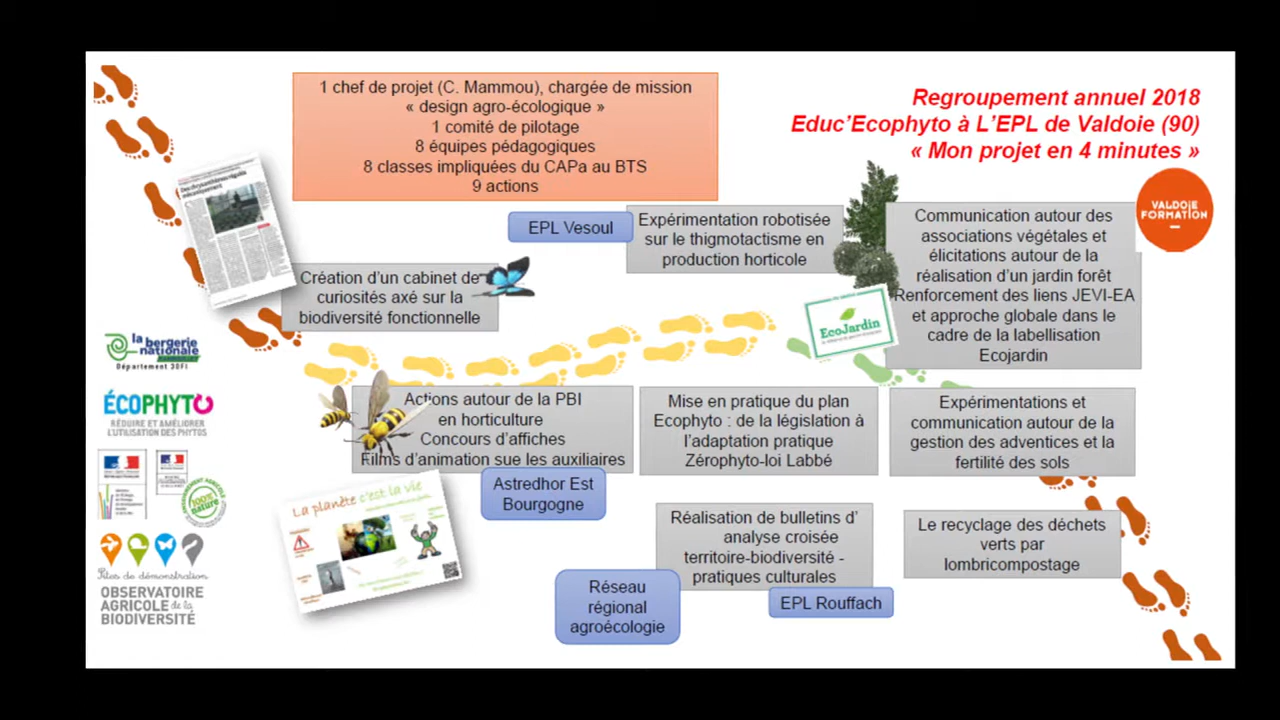 1 chef de projet (C. Mammou), chargée de mission
« design agro-écologique »
1 comité de pilotage
8 équipes pédagogiques
8 classes impliquées du CAPa au BTS
9 actions
Regroupement annuel 2018
Educ'Ecophyto à L'EPL de Valdoie (90)
« Mon projet en 4 minutes »
VALDOIE
FORMATION
Des chrysanthèmes régulés
mécaniquement
EPL Vesoul
Expérimentation robotisée
sur le thigmotactisme en
production horticole
Communication autour des
associations végétales et
élicitations autour de la
réalisation d'un jardin forêt
Renforcement des liens JEVI-EA
et approche globale dans le
cadre de la labellisation
Ecojardin
Création d'un cabinet de
curiosités axé sur la
biodiversité fonctionnelle
EcoJardin
la bergerie
nationale
Département 3DFI
ÉCOPHYTO
RÉDUIRE ET AMÉLIORER
L'UTILISATION DES PHYTOS
100%
nature
Actions autour de la PBI
en horticulture
Concours d'affiches
Films d'animation sue les auxiliaires
Mise en pratique du plan
Ecophyto : de la législation à
l'adaptation pratique
Zérophyto-loi Labbé
Expérimentations et
communication autour de la
gestion des adventices et la
fertilité des sols
Astredhor Est
Bourgogne
La planète c'est la vie
Réalisation de bulletins d'
analyse croisée
territoire-biodiversité -
pratiques culturales
Le recyclage des déchets
verts par
lombricompostage
Réseau
régional
agroécologie
EPL Rouffach
Sites de démonstration
OBSERVATOIRE
AGRICOLE de la
BIODIVERSITÉ